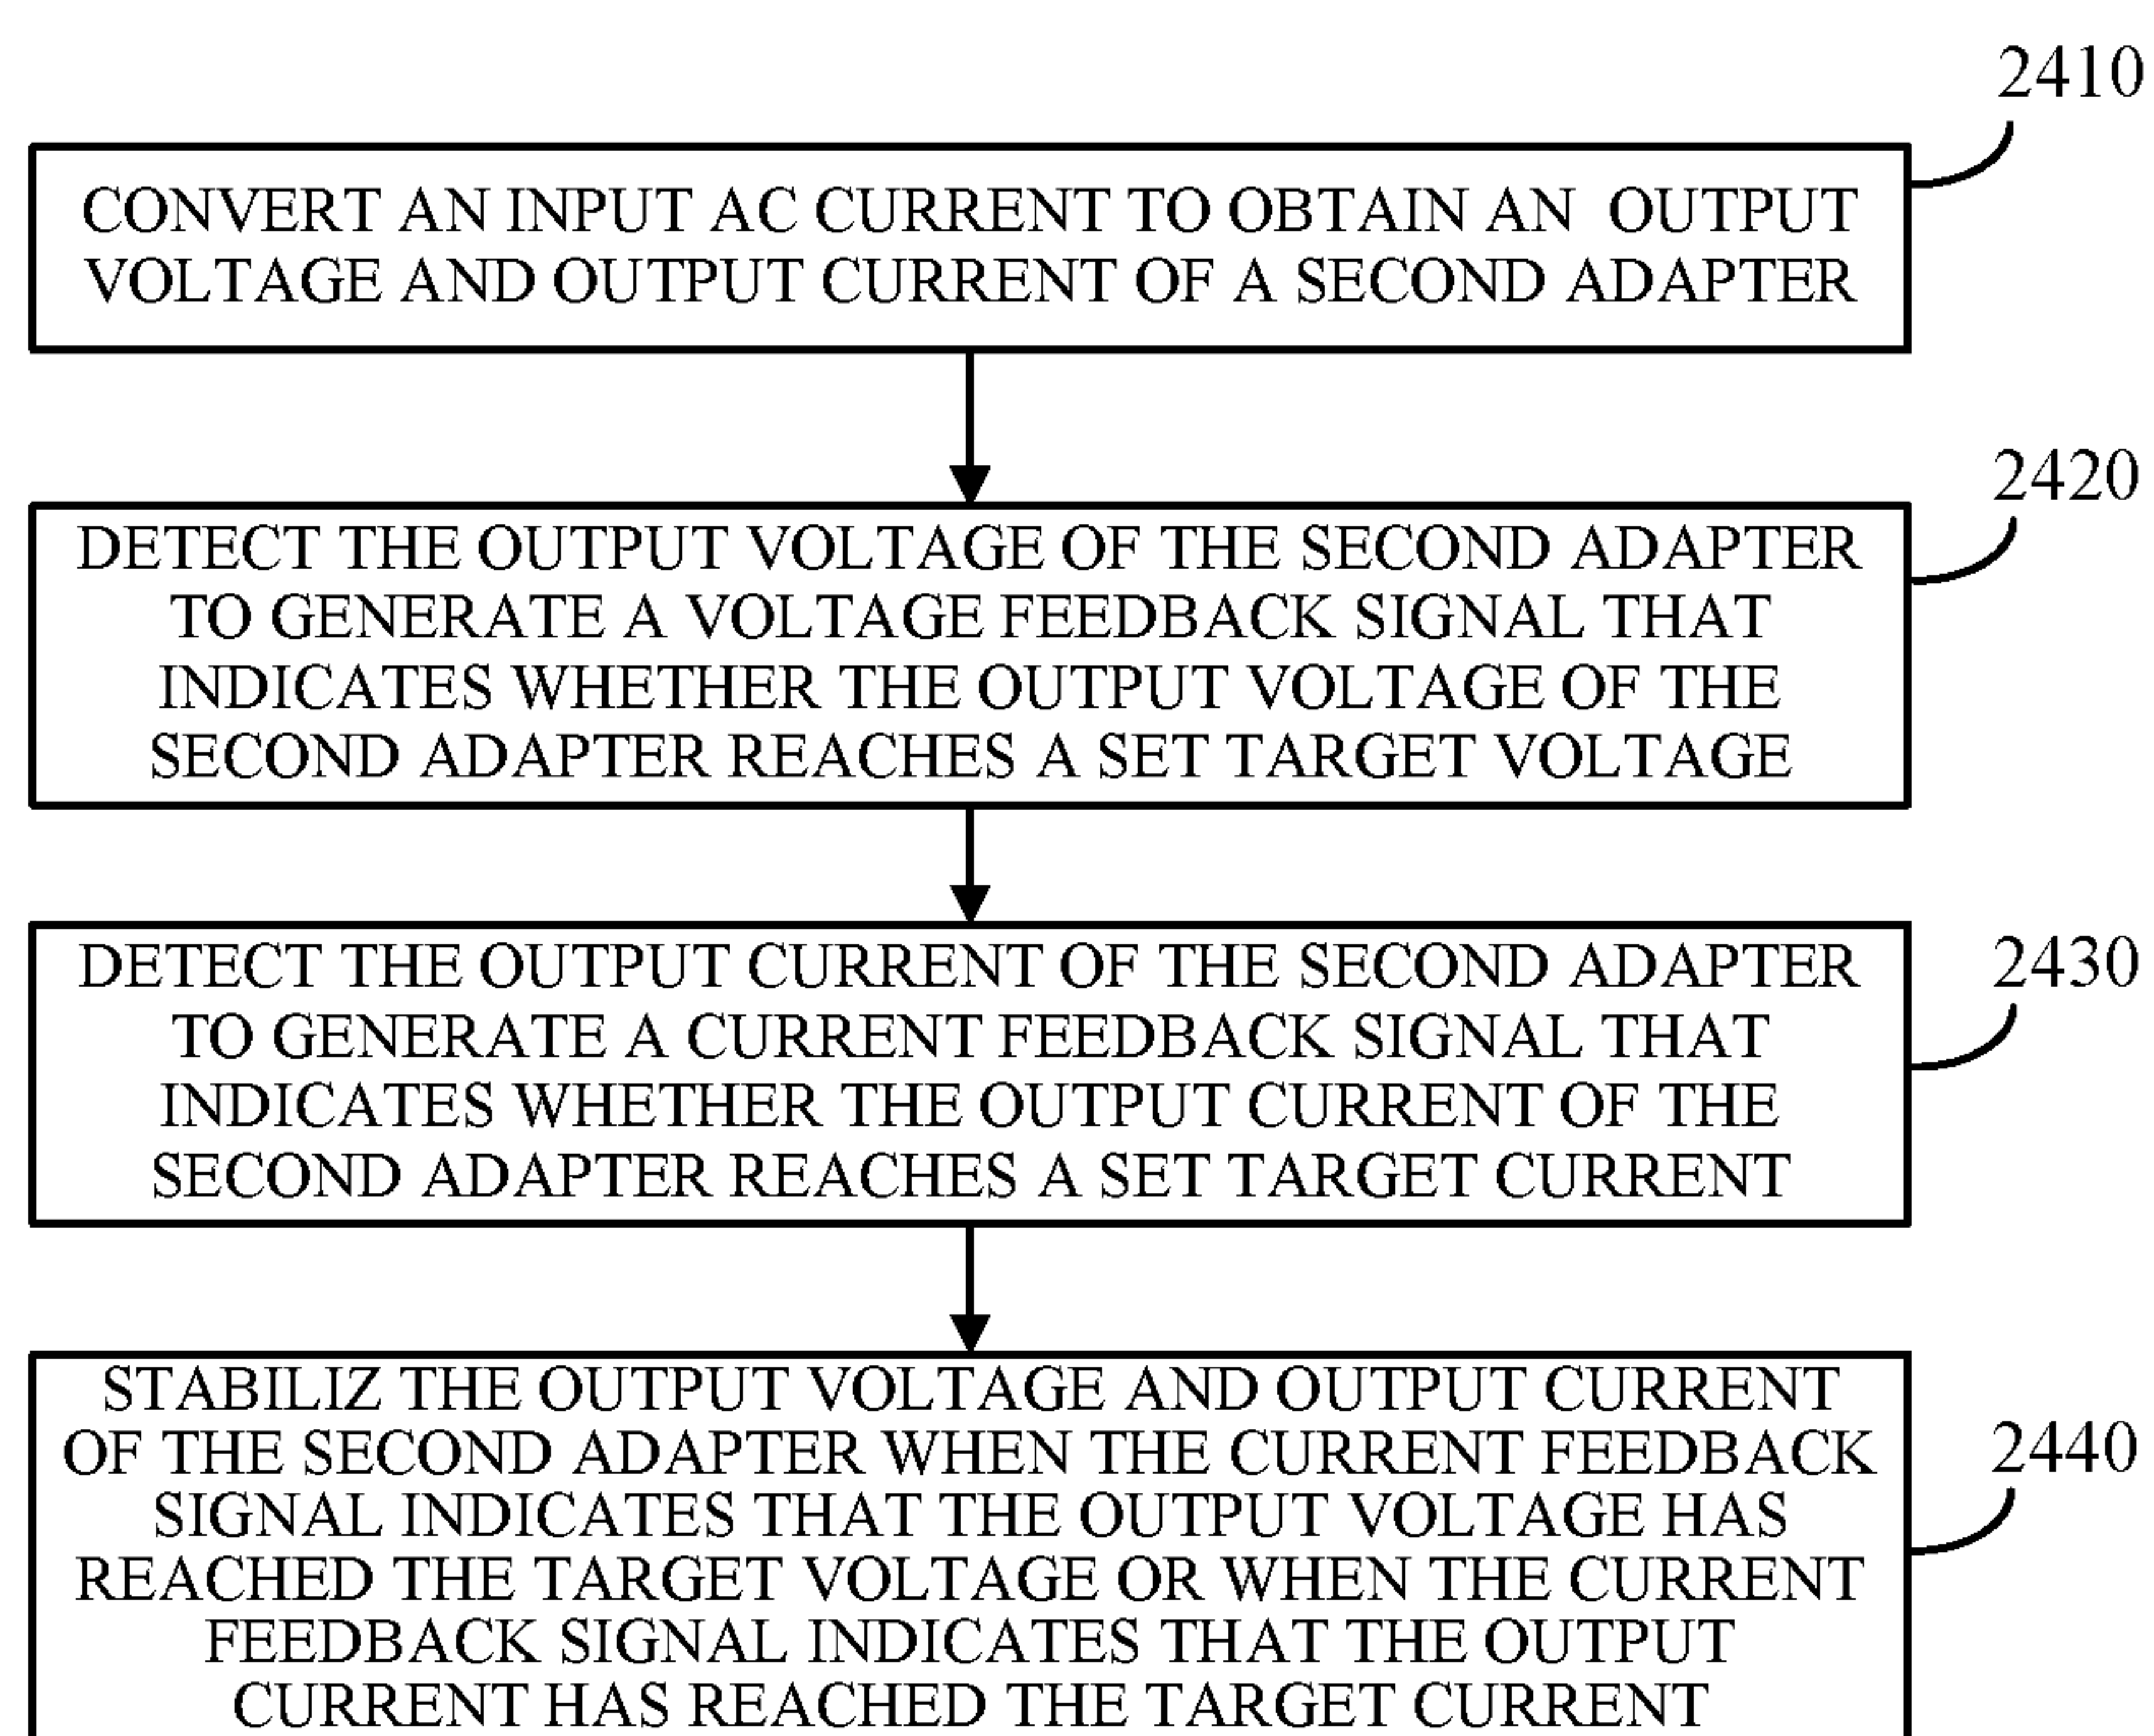 2410
CONVERT AN INPUT AC CURRENT TO OBTAIN AN OUTPUT
VOLTAGE AND OUTPUT CURRENT OF A SECOND ADAPTER
2420
DETECT THE OUTPUT VOLTAGE OF THE SECOND ADAPTER
TO GENERATE A VOLTAGE FEEDBACK SIGNAL THAT
INDICATES WHETHER THE OUTPUT VOLTAGE OF THE
SECOND ADAPTER REACHES A SET TARGET VOLTAGE
2430
DETECT THE OUTPUT CURRENT OF THE SECOND ADAPTER
TO GENERATE A CURRENT FEEDBACK SIGNAL THAT
INDICATES WHETHER THE OUTPUT CURRENT OF THE
SECOND ADAPTER REACHES A SET TARGET CURRENT
2440
STABILIZ THE OUTPUT VOLTAGE AND OUTPUT CURRENT
OF THE SECOND ADAPTER WHEN THE CURRENT FEEDBACK
SIGNAL INDICATES THAT THE OUTPUT VOLTAGE HAS
REACHED THE TARGET VOLTAGE OR WHEN THE CURRENT
FEEDBACK SIGNAL INDICATES THAT THE OUTPUT
CURRENT HAS REACHED THE TARGET CURRENT